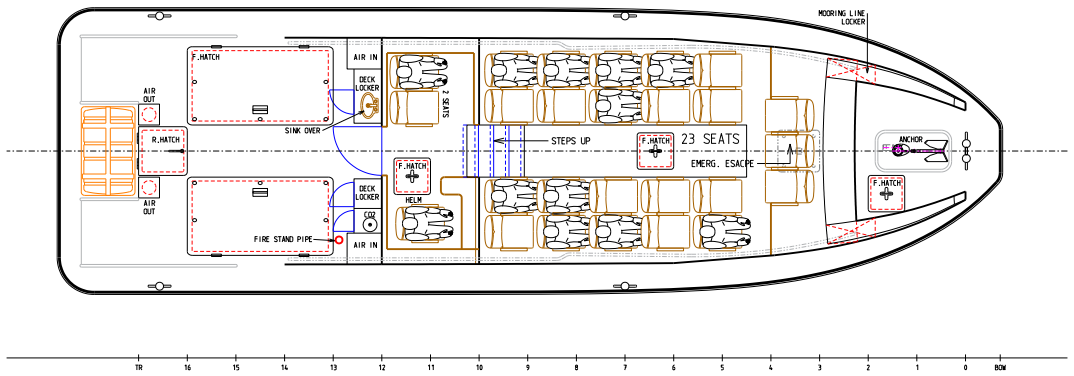 MOORING LINE
LOCKER
F.HATCH
AIR IN
DECK
LOCKER
AIR
OUT
2 SEATS
SINK OVER
R.HATCH
STEPS UP
F.HATCH
23 SEATS
ANCHOR
EMERG. ESACPE
F.HATCH
F.HATCH
DECK
LOCKER
HELM
AIR
OUT
CO2
FIRE STAND PIPE
AIR IN
TR 16 15 14 13 12 11 10 9 8 7 6 5 4 3 2 1 0 BOW